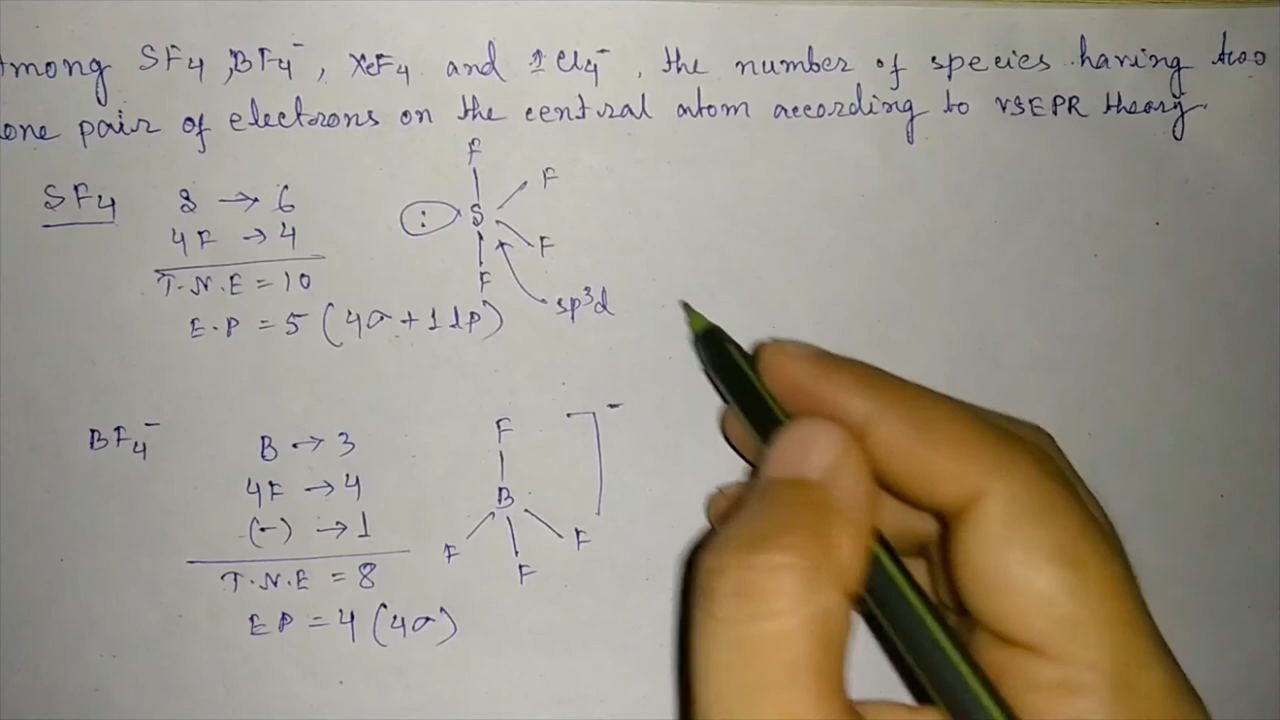 mong SF4, BF4⁻, XeF4 and ICl4⁻, the number of species having two
one pair of electrons on the central atom according to VSEPR theory.
SF4
S → 6
4F → 4
T.N.E = 10
E.P = 5 (4σ + 1 lp)
F
F
: S
F
F
sp³d
BF4⁻
B → 3
4F → 4
(-) → 1
T.N.E = 8
EP = 4 (4σ)
F
B
F
F
F
] ⁻